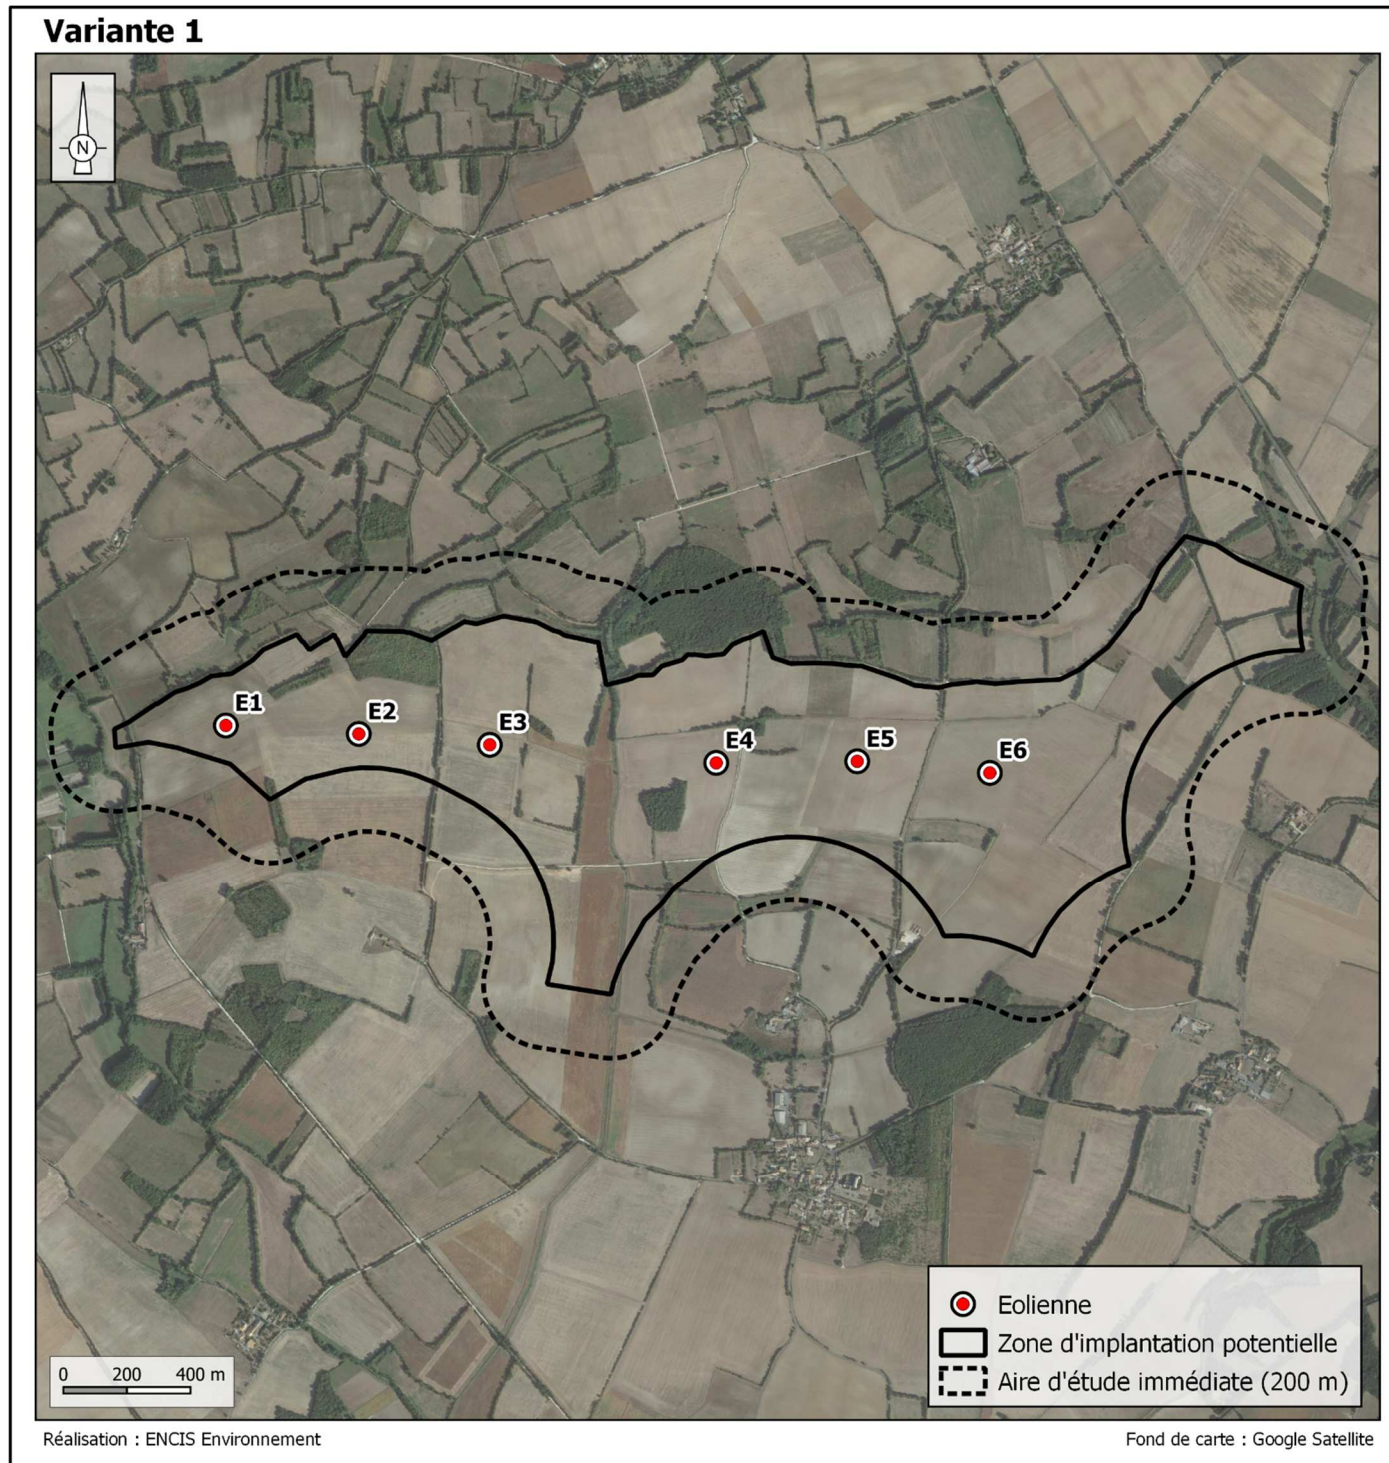 Variante 1
N
E1
E2
E3
E4
E5
E6
Eolienne
Zone d'implantation potentielle
Aire d'étude immédiate (200 m)
0 200 400 m
Réalisation : ENCIS Environnement
Fond de carte : Google Satellite